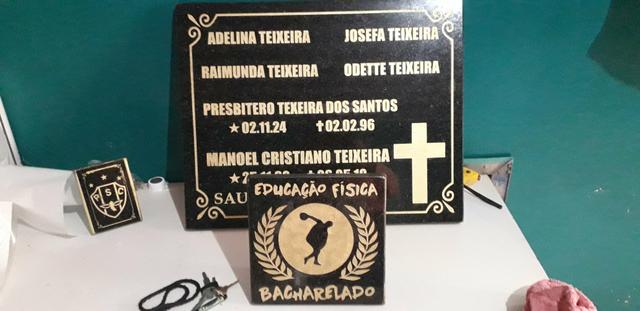 ADELINA TEIXEIRA JOSEFA TEIXEIRA
RAIMUNDA TEIXEIRA ODETTE TEIXEIRA
PRESBITERO TEXEIRA DOS SANTOS
★02.11.24 ✝02.02.96
MANOEL CRISTIANO TEIXEIRA
EDUCAÇÃO FÍSICA
BACHARELADO
P S C